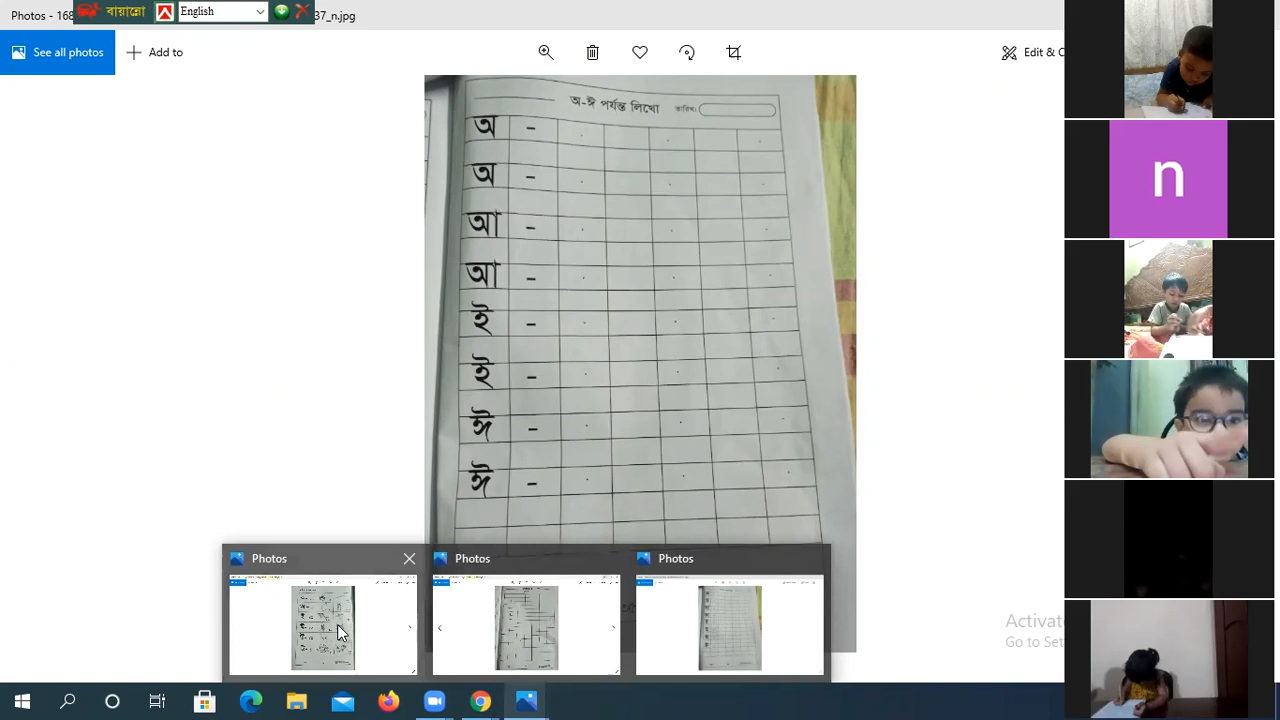 Photos - 168
বায়ান্নো
English
37_n.jpg
See all photos
Add to
Edit & C
অ-ঈ পর্যন্ত লিখো
তারিখ:
অ -
অ -
আ -
আ -
ই -
ই -
ঈ -
ঈ -
n
Photos
Photos
Photos
Activat
Go to Set